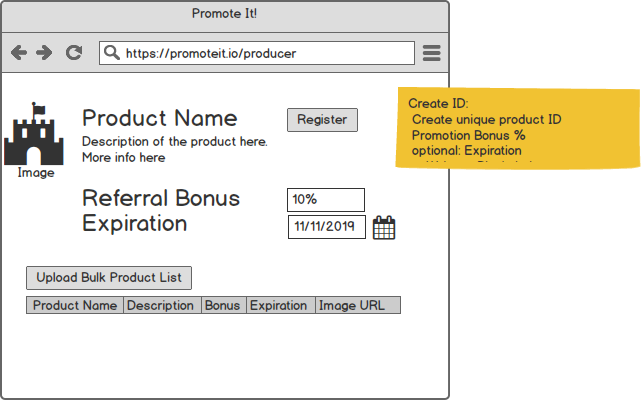 Promote It!
https://promoteit.io/producer
Product Name
Register
Description of the product here.
More info here
Image
Referral Bonus
10%
Expiration
11/11/2019
Upload Bulk Product List
Product Name Description Bonus Expiration Image URL
Create ID:
Create unique product ID
Promotion Bonus %
optional: Expiration